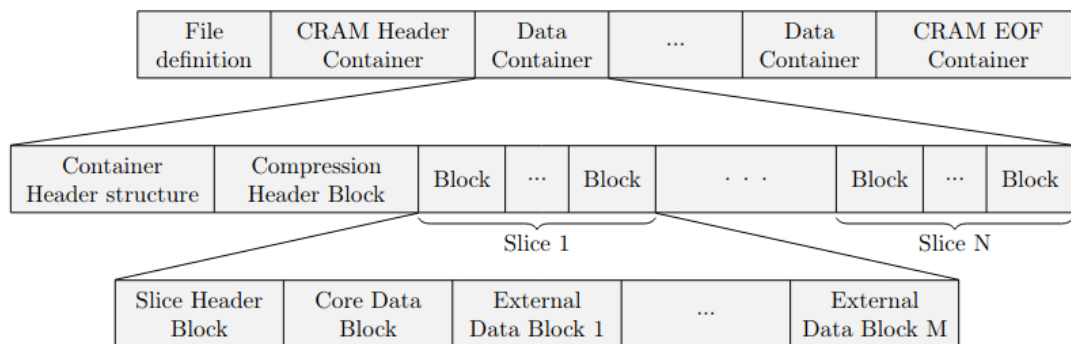 File definition
CRAM Header Container
Data Container
...
Data Container
CRAM EOF Container
Container Header structure
Compression Header Block
Block
...
Block
. . .
Block
...
Block
Slice 1
Slice N
Slice Header Block
Core Data Block
External Data Block 1
...
External Data Block M